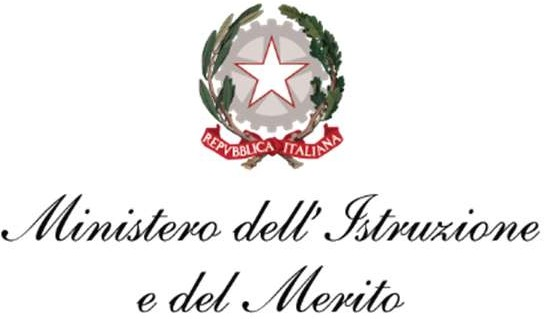 REPVBBLICA ITALIANA
Ministero dell'Istruzione
e del Merito